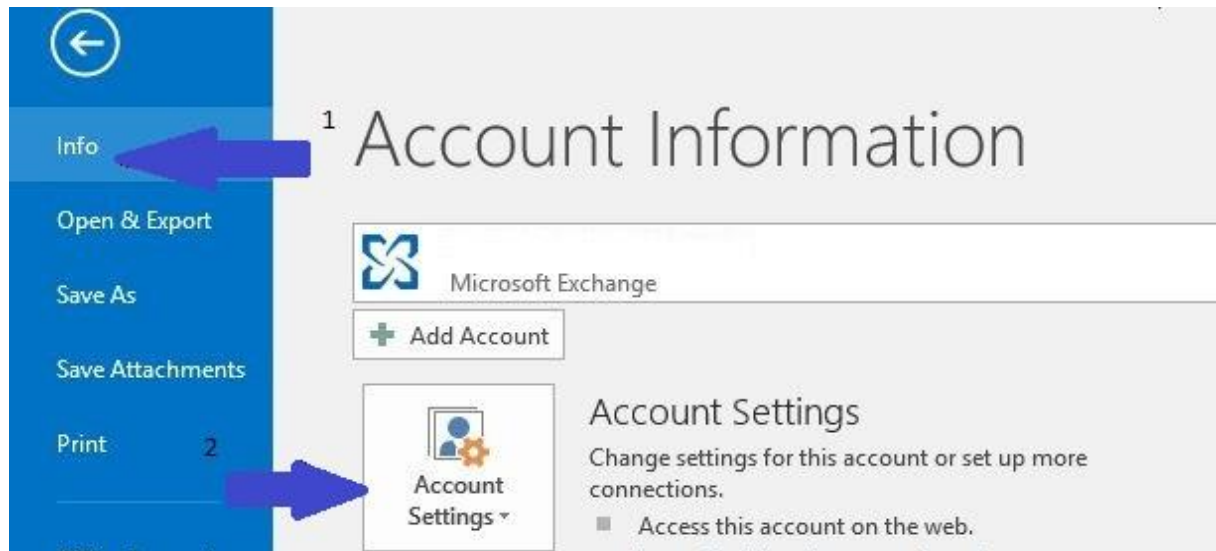 Info
Open & Export
Save As
Save Attachments
Print
1
2
Account Information
Microsoft Exchange
Add Account
Account
Settings
Account Settings
Change settings for this account or set up more
connections.
Access this account on the web.